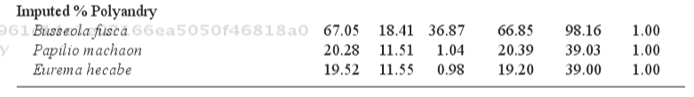 Imputed % Polyandry
Busseola fusca 67.05 18.41 36.87 66.85 98.16 1.00
Papilio machaon 20.28 11.51 1.04 20.39 39.03 1.00
Eurema hecabe 19.52 11.55 0.98 19.20 39.00 1.00